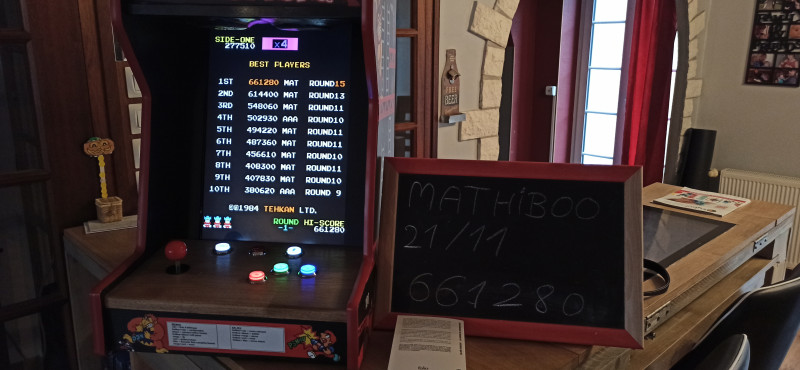 SIDE-ONE
277510 x4
BEST PLAYERS
1ST 661280 MAT ROUND15
2ND 614400 MAT ROUND13
3RD 548060 MAT ROUND11
4TH 502930 AAA ROUND10
5TH 494220 MAT ROUND11
6TH 487360 MAT ROUND11
7TH 456610 MAT ROUND10
8TH 408300 MAT ROUND11
9TH 407830 MAT ROUND10
10TH 380620 AAA ROUND 9
©1984 TEHKAN LTD.
ROUND HI-SCORE
-1- 661280
MATHIBOO
21/11
661280
BEER